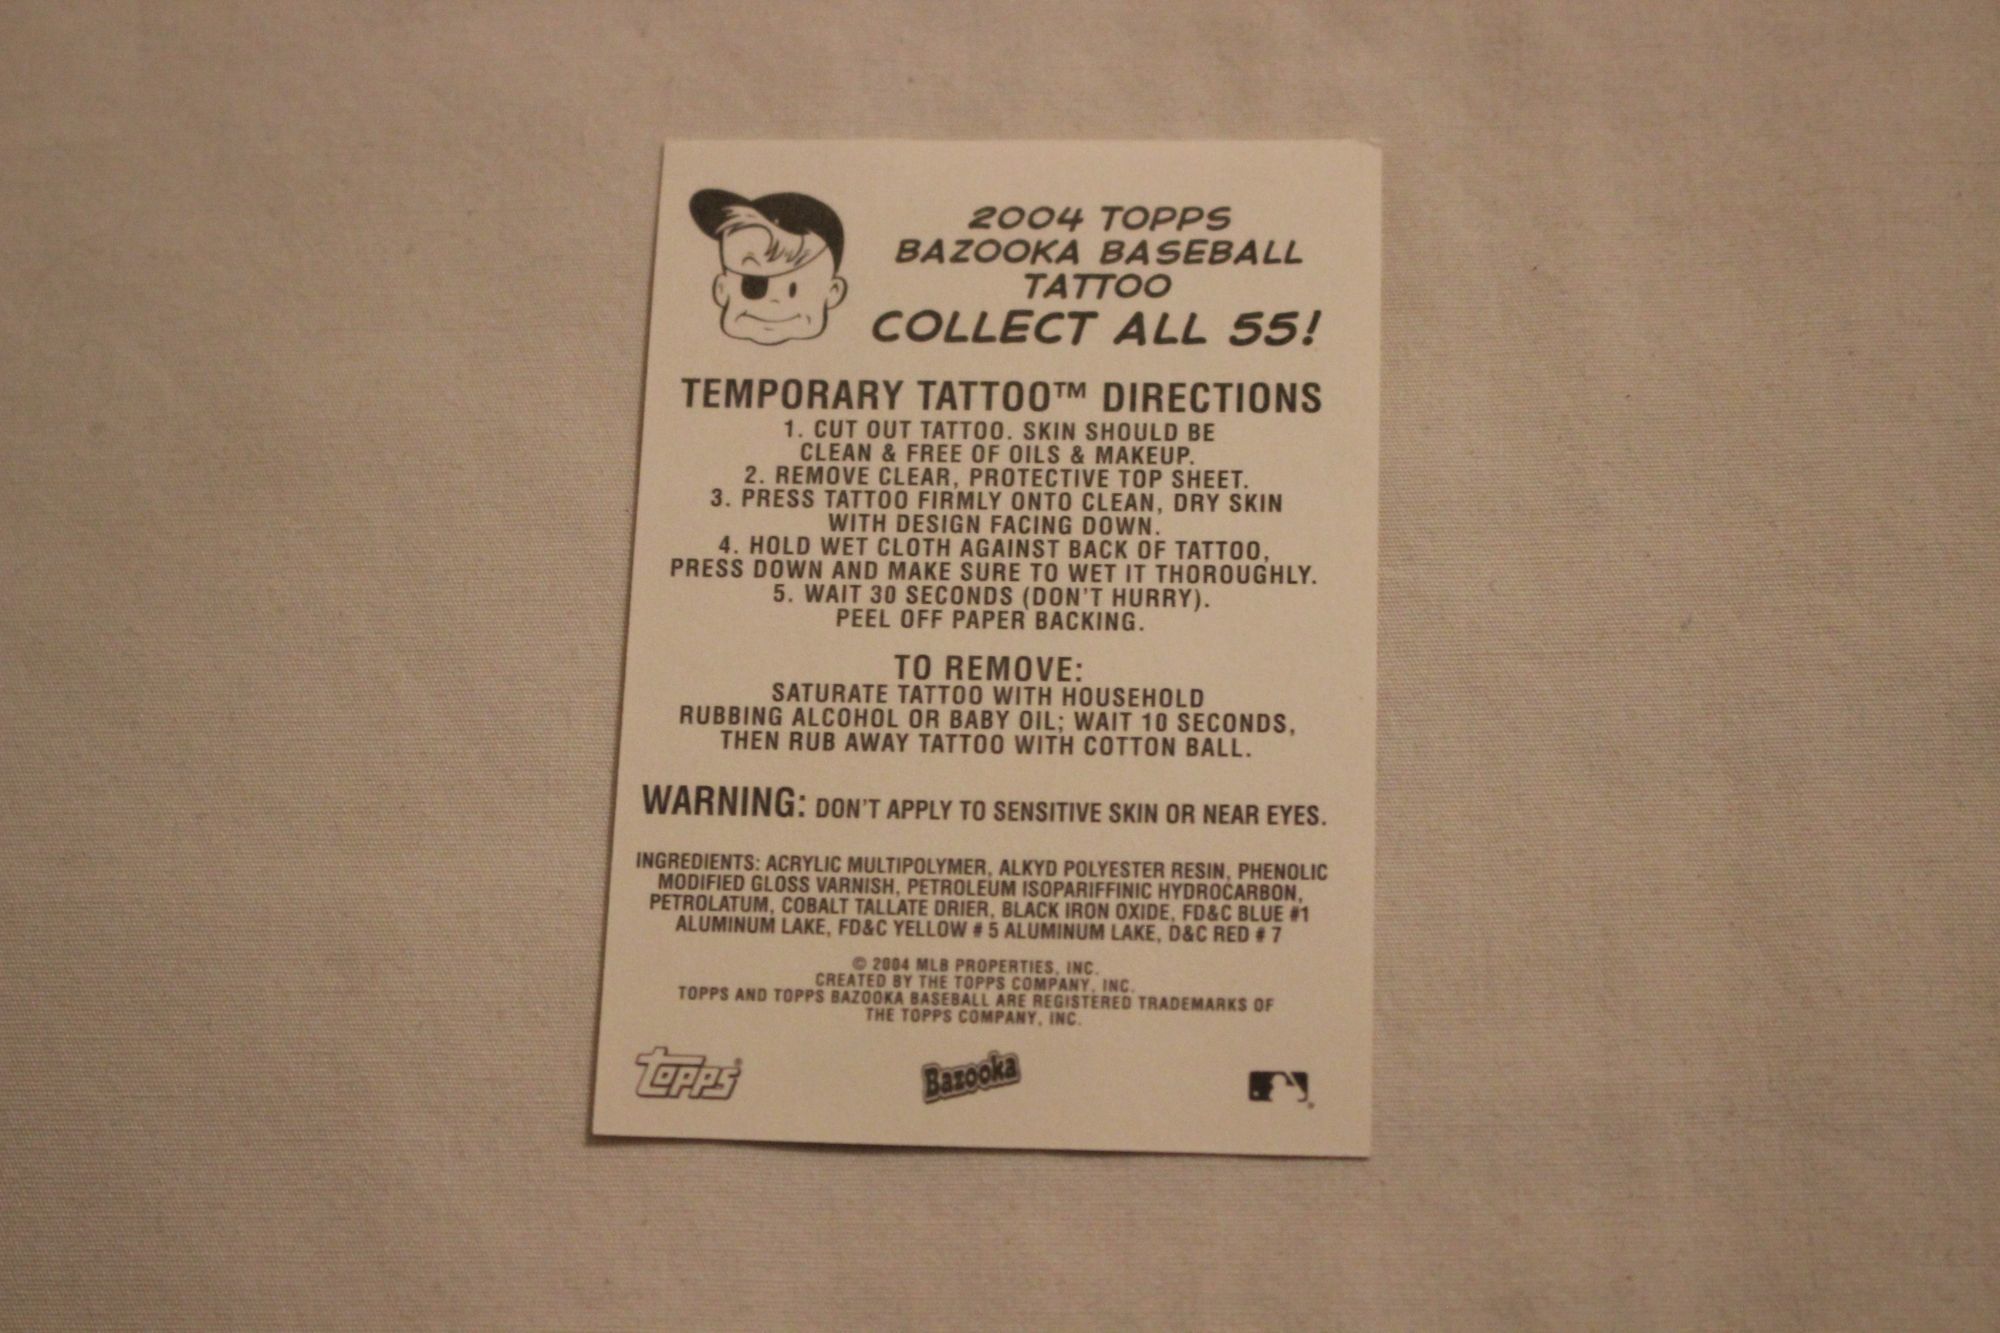 2004 TOPPS
BAZOOKA BASEBALL
TATTOO
COLLECT ALL 55!
TEMPORARY TATTOO™ DIRECTIONS
1. CUT OUT TATTOO. SKIN SHOULD BE
CLEAN & FREE OF OILS & MAKEUP.
2. REMOVE CLEAR, PROTECTIVE TOP SHEET.
3. PRESS TATTOO FIRMLY ONTO CLEAN, DRY SKIN
WITH DESIGN FACING DOWN.
4. HOLD WET CLOTH AGAINST BACK OF TATTOO,
PRESS DOWN AND MAKE SURE TO WET IT THOROUGHLY.
5. WAIT 30 SECONDS (DON'T HURRY).
PEEL OFF PAPER BACKING.
TO REMOVE:
SATURATE TATTOO WITH HOUSEHOLD
RUBBING ALCOHOL OR BABY OIL; WAIT 10 SECONDS,
THEN RUB AWAY TATTOO WITH COTTON BALL.
WARNING: DON'T APPLY TO SENSITIVE SKIN OR NEAR EYES.
INGREDIENTS: ACRYLIC MULTIPOLYMER, ALKYD POLYESTER RESIN, PHENOLIC
MODIFIED GLOSS VARNISH, PETROLEUM ISOPARIFFINIC HYDROCARBON,
PETROLATUM, COBALT TALLATE DRIER, BLACK IRON OXIDE, FD&C BLUE #1
ALUMINUM LAKE, FD&C YELLOW # 5 ALUMINUM LAKE, D&C RED # 7
© 2004 MLB PROPERTIES, INC.
CREATED BY THE TOPPS COMPANY, INC.
TOPPS AND TOPPS BAZOOKA BASEBALL ARE REGISTERED TRADEMARKS OF
THE TOPPS COMPANY, INC.
topps® Bazooka ®